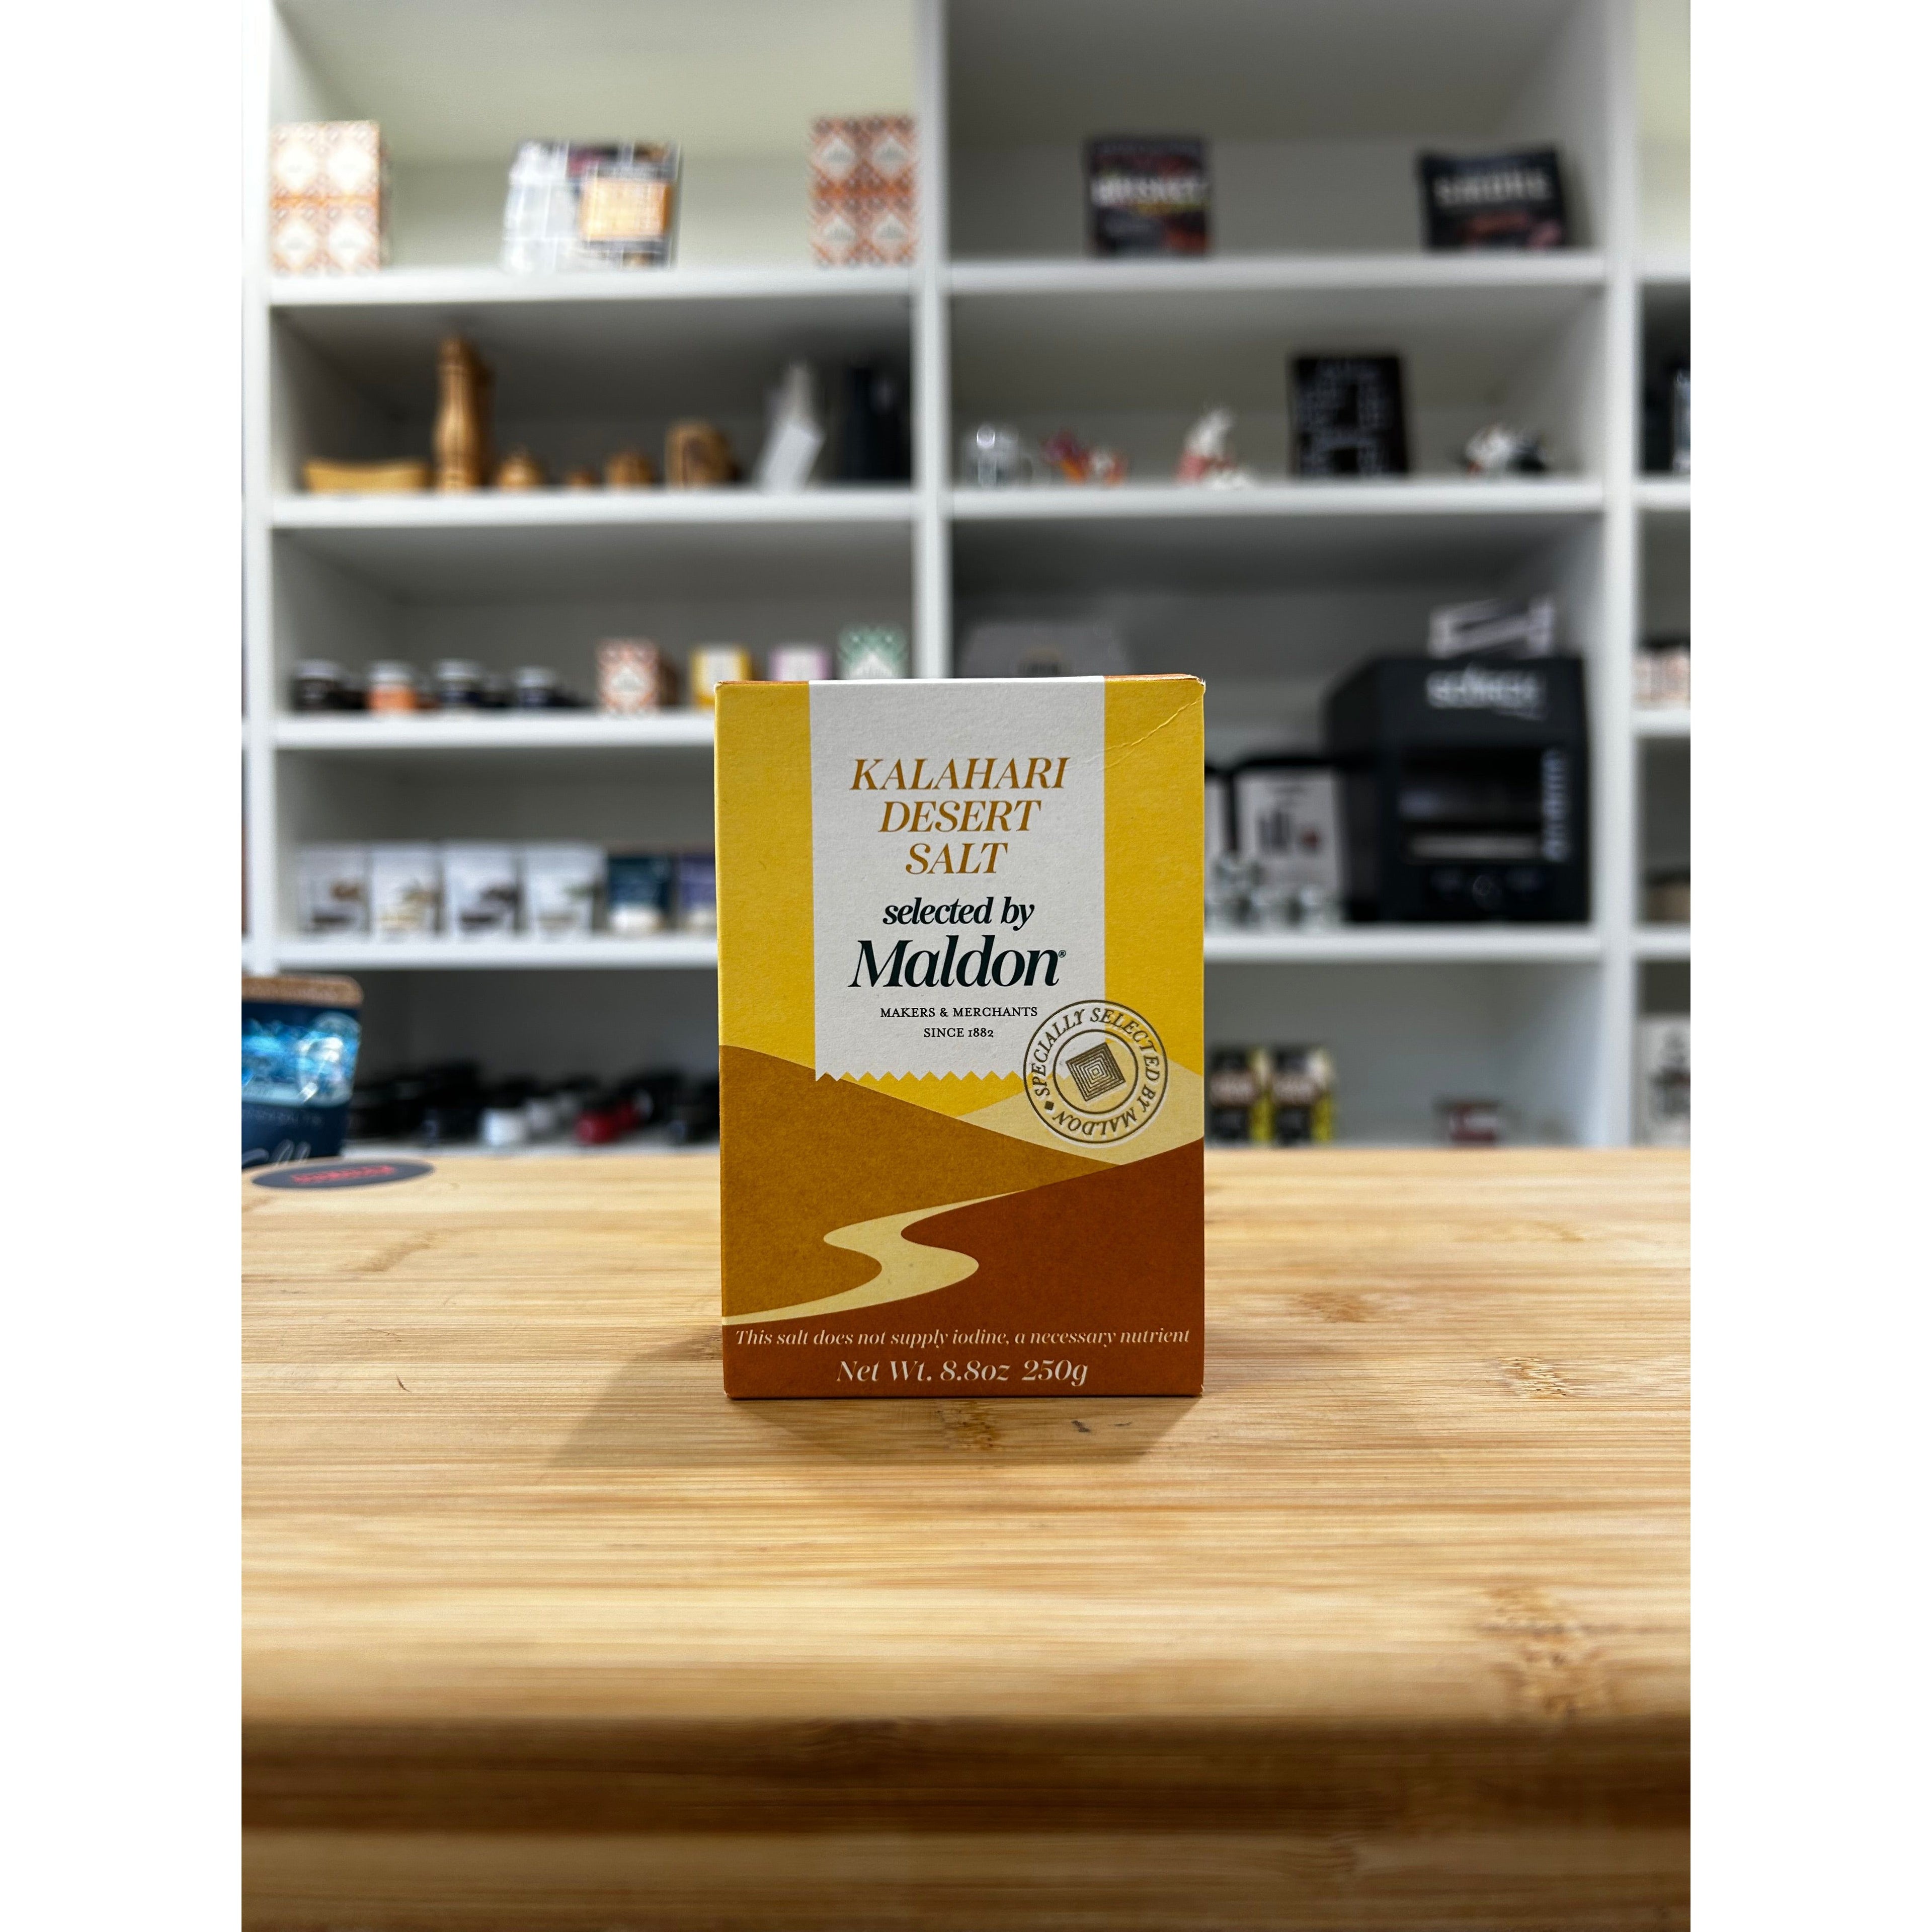 KALAHARI
DESERT
SALT
selected by
Maldon®
MAKERS & MERCHANTS
SINCE 1882
SPECIALLY SELECTED BY MALDON
This salt does not supply iodine, a necessary nutrient
Net Wt. 8.8oz 250g